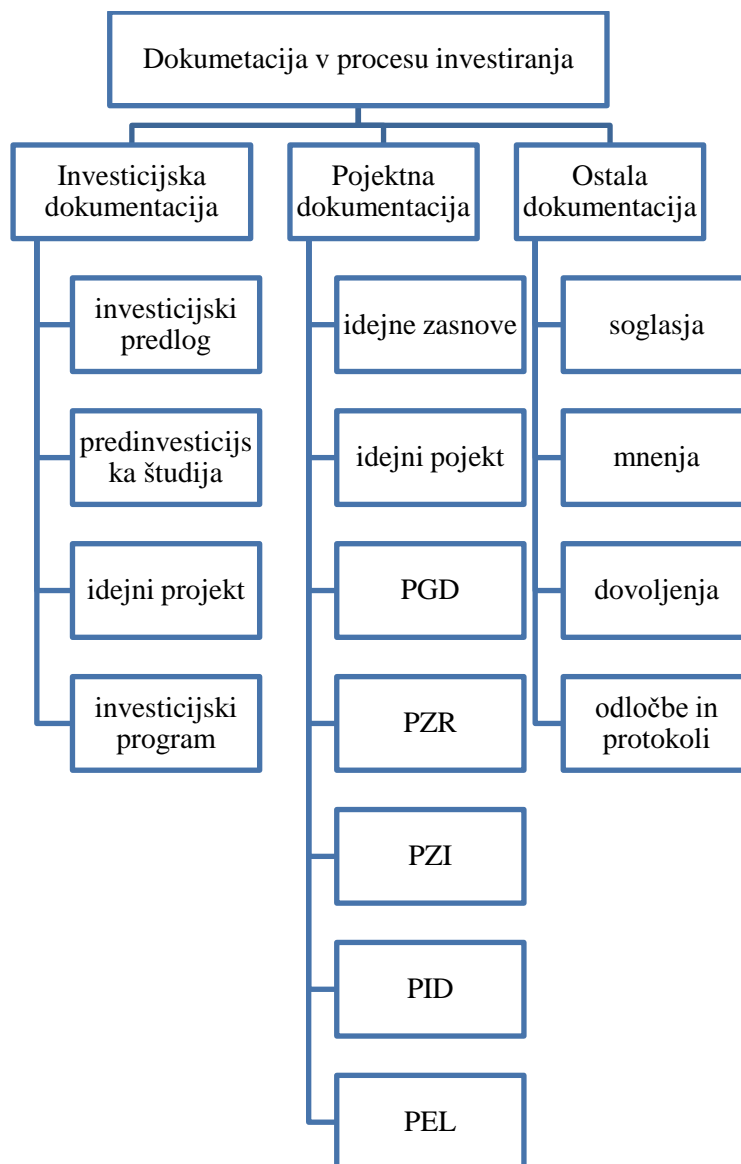 Dokumetacija v procesu investiranja
Investicijska
dokumentacija
investicijski
predlog
predinvesticijs
ka študija
idejni projekt
investicijski
program
Pojektna
dokumentacija
idejne zasnove
idejni pojekt
PGD
PZR
PZI
PID
PEL
Ostala
dokumentacija
soglasja
mnenja
dovoljenja
odločbe in
protokoli